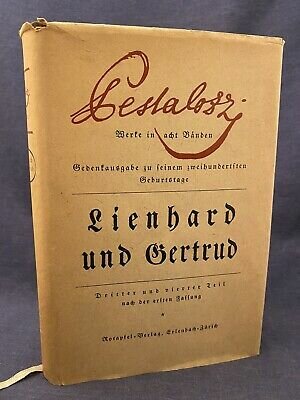 Pestalozzi
Werke in acht Bänden
Gedenkausgabe zu seinem zweihundertsten
Geburtstage
Lienhard
und Gertrud
Dritter und vierter Teil
nach der ersten Fassung
Rotapfel-Verlag, Erlenbach-Zürich